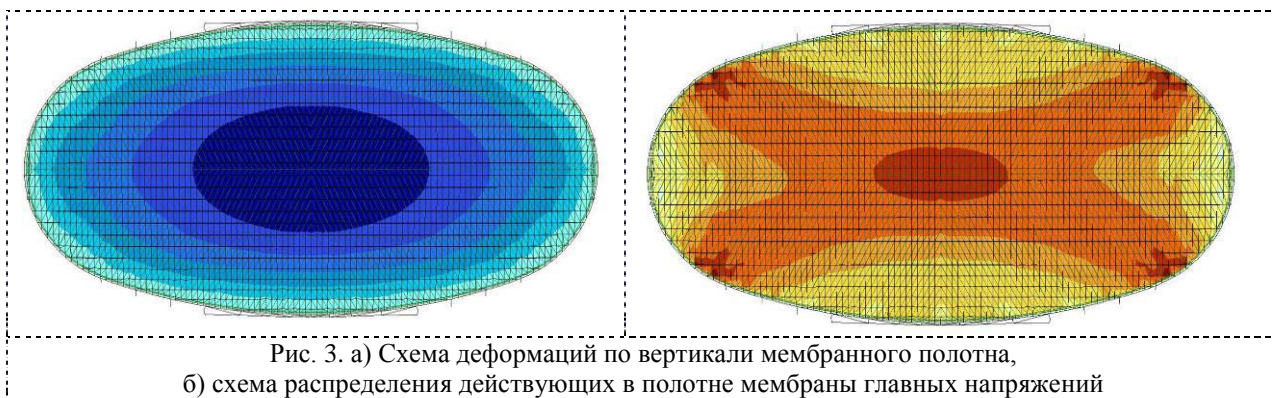 Рис. 3. а) Схема деформаций по вертикали мембранного полотна,
б) схема распределения действующих в полотне мембраны главных напряжений